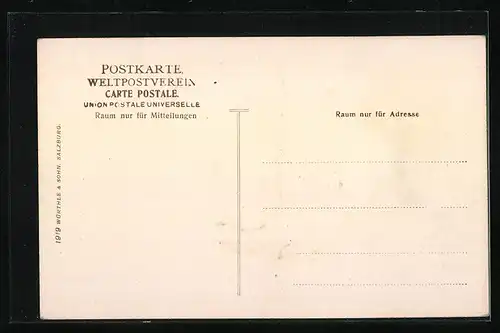 POSTKARTE.
WELTPOSTVEREIN
CARTE POSTALE.
UNION POSTALE UNIVERSELLE
Raum nur für Mitteilungen
Raum nur für Adresse
1919 WÜRTHLE & SOHN, SALZBURG.